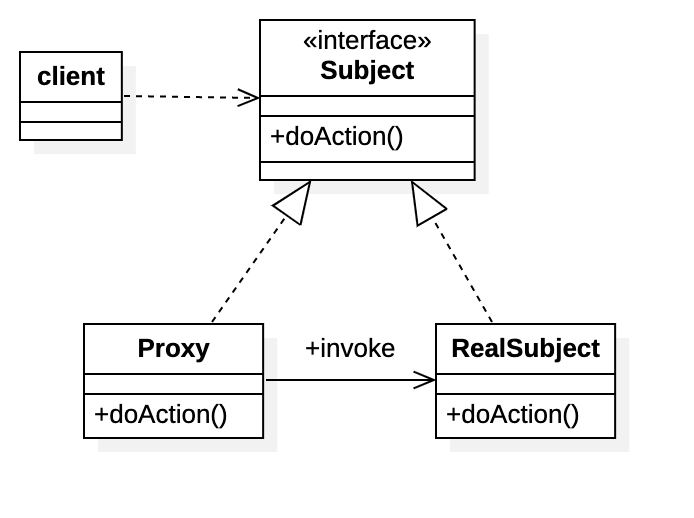 «interface»
Subject
client
+doAction()
Proxy
+invoke
RealSubject
+doAction()
+doAction()